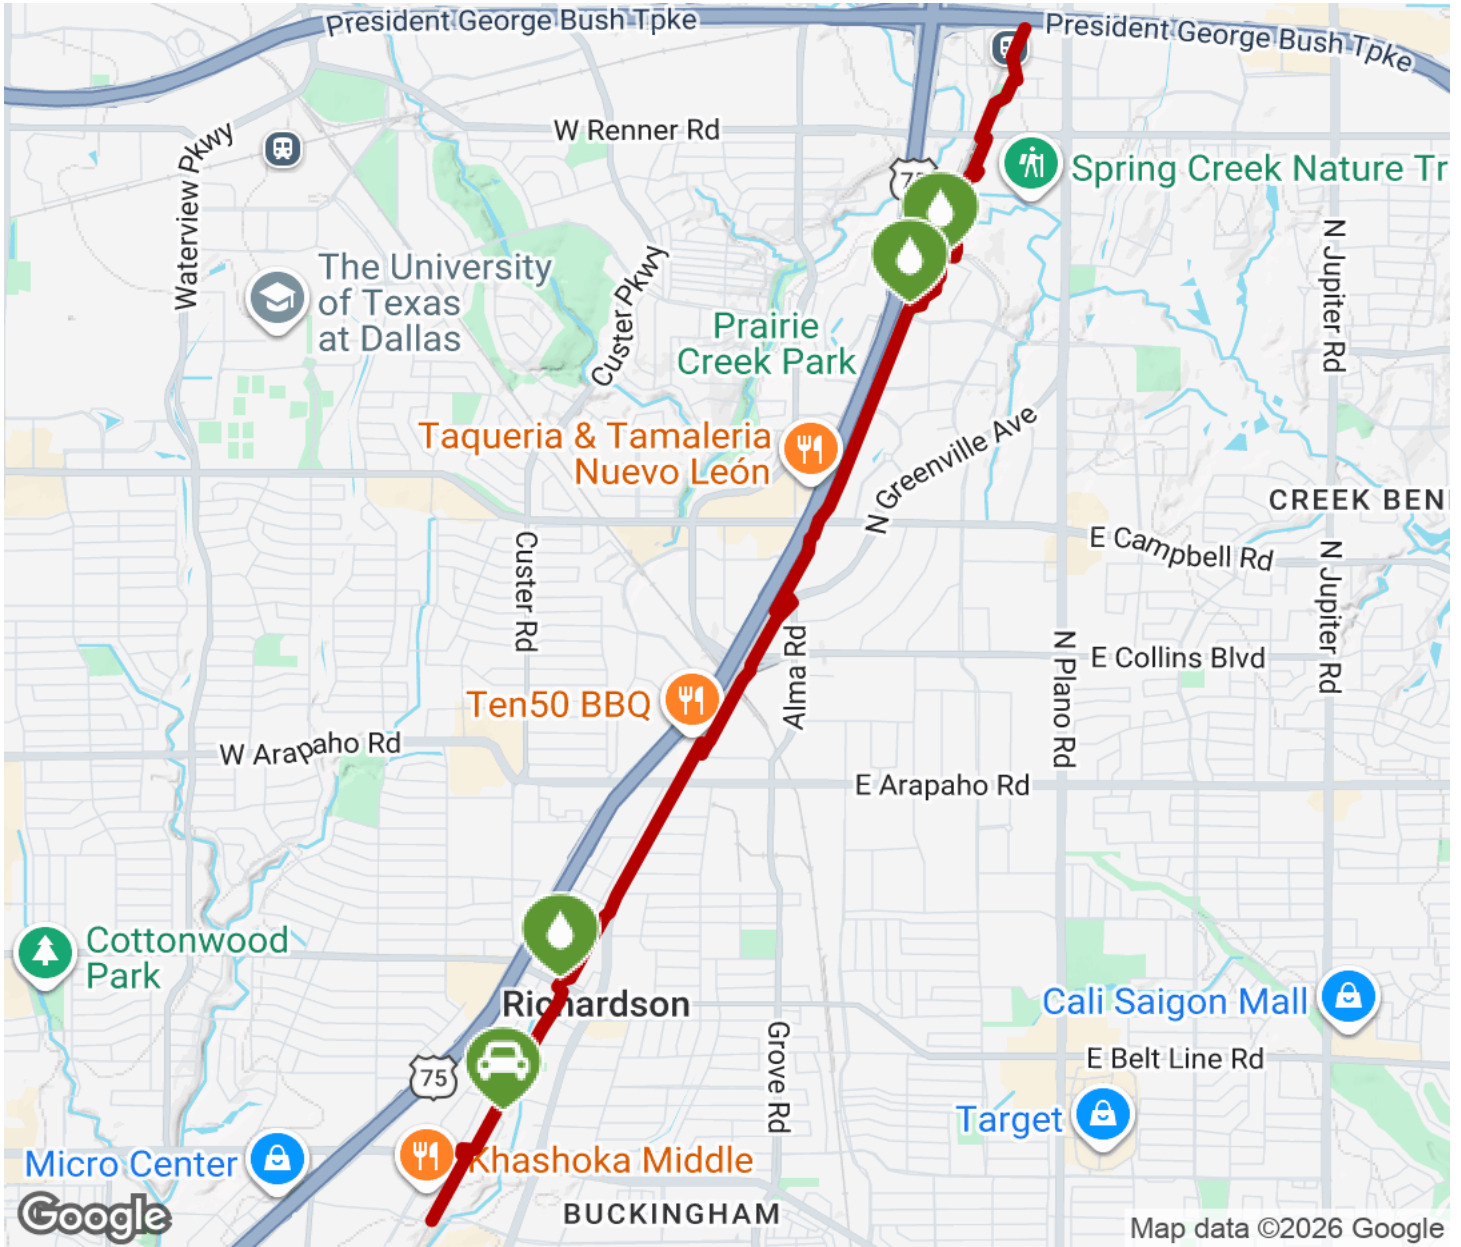 President George Bush Tpke
President George Bush Tpke
W Renner Rd
Waterview Pkwy
Spring Creek Nature Tr
The University
of Texas
at Dallas
Custer Pkwy
N Jupiter Rd
Prairie
Creek Park
Taqueria & Tamaleria
Nuevo León
N Greenville Ave
CREEK BEN
E Campbell Rd
Custer Rd
N Jupiter Rd
Alma Rd
N Plano Rd
E Collins Blvd
Ten50 BBQ
W Arapaho Rd
E Arapaho Rd
Cottonwood
Park
Richardson
Cali Saigon Mall
Grove Rd
E Belt Line Rd
75
Target
Micro Center
Khashoka Middle
BUCKINGHAM
Google
Map data ©2026 Google